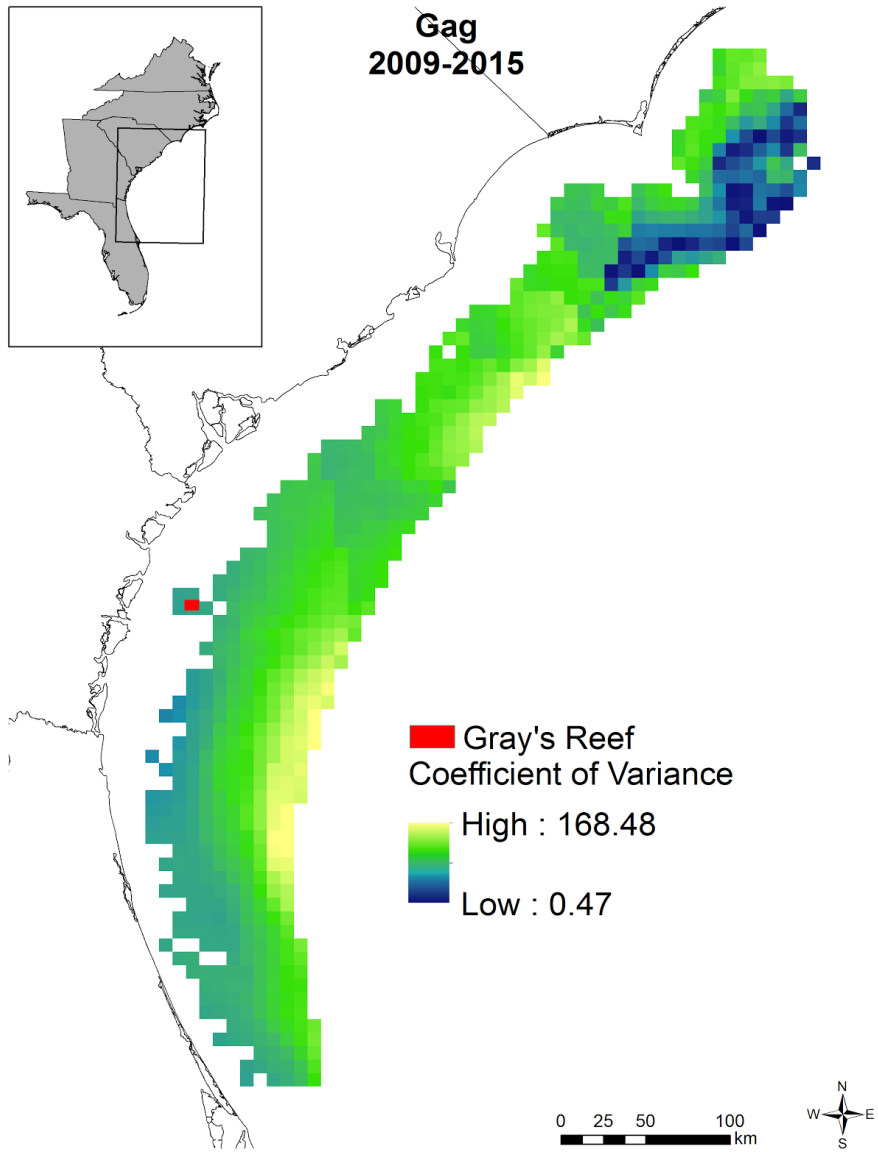 Gag
2009-2015
Gray's Reef
Coefficient of Variance
High : 168.48
Low : 0.47
N
W E
S
0 25 50 100
km